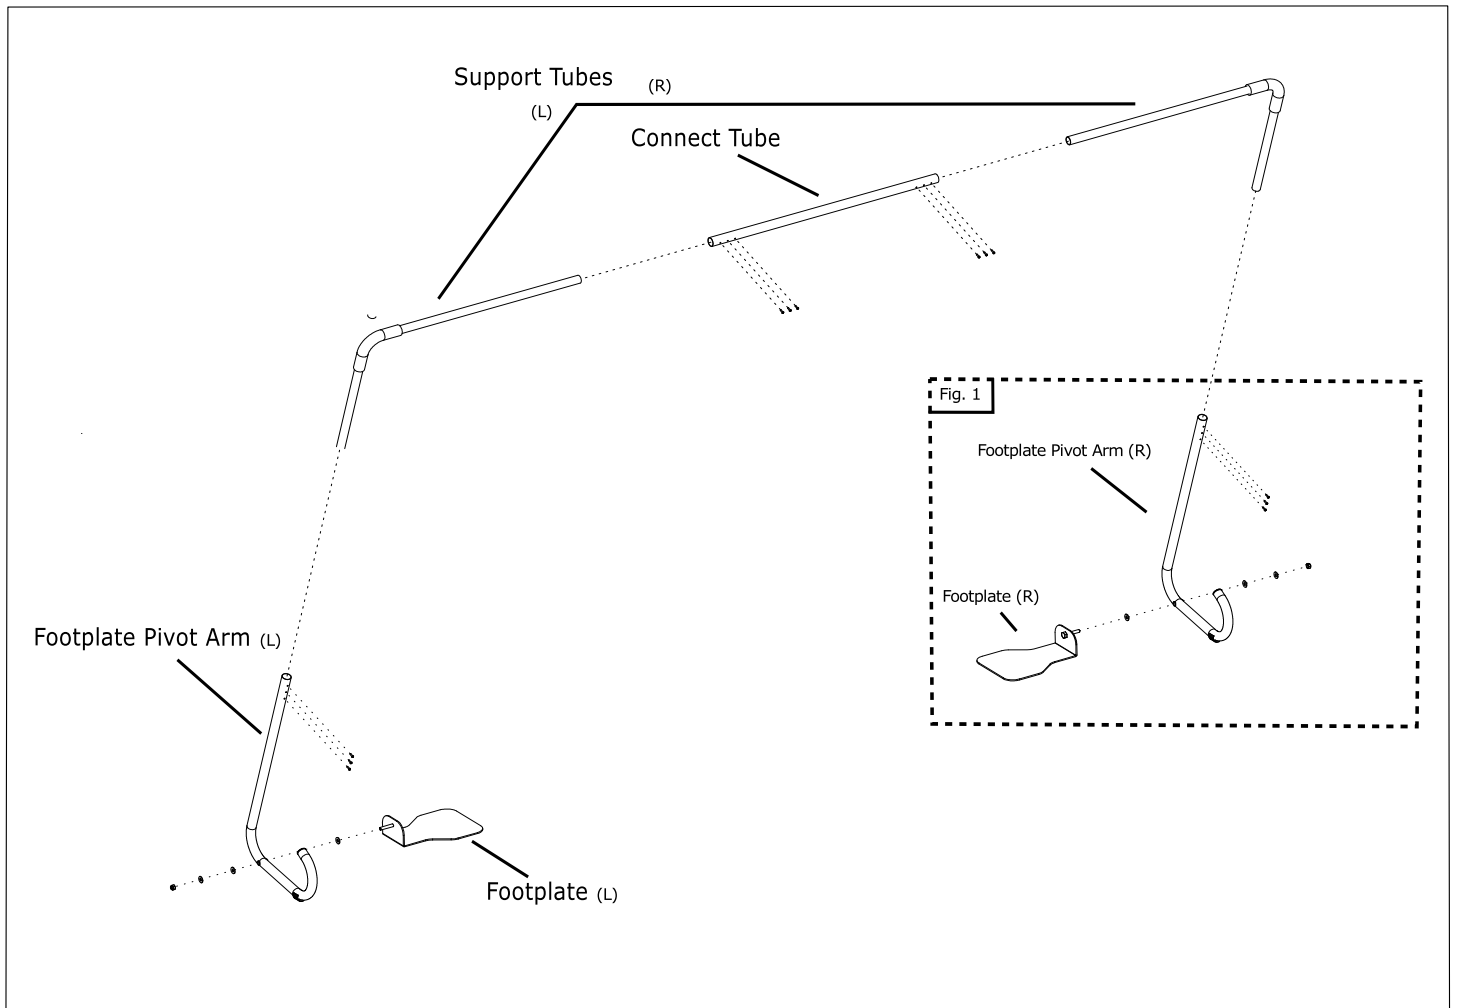 Support Tubes (R)
(L)
Connect Tube
Fig. 1
Footplate Pivot Arm (R)
Footplate (R)
Footplate Pivot Arm (L)
Footplate (L)